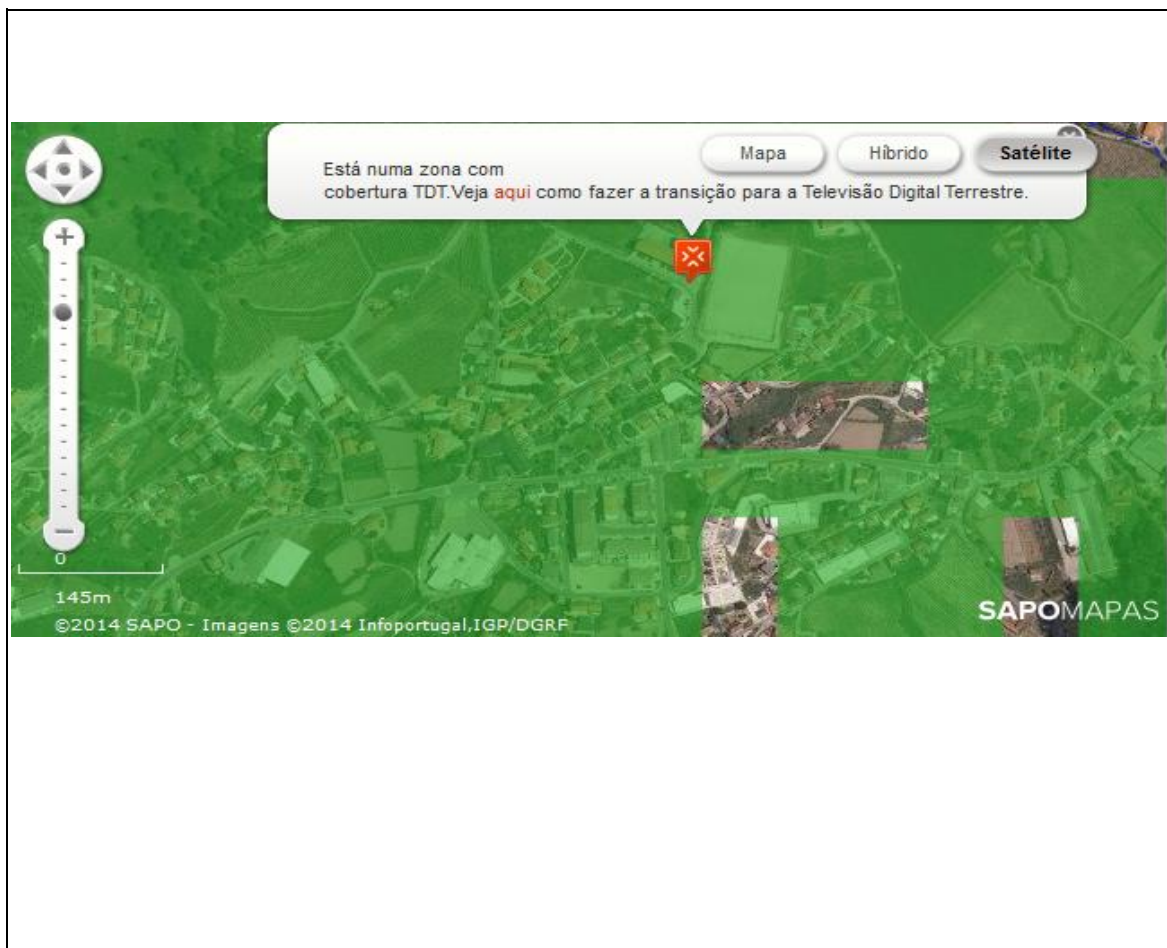 Mapa
Híbrido
Satélite
Está numa zona com
cobertura TDT.Veja aqui como fazer a transição para a Televisão Digital Terrestre.
0
145m
©2014 SAPO - Imagens ©2014 Infoportugal,IGP/DGRF
SAPOMAPAS